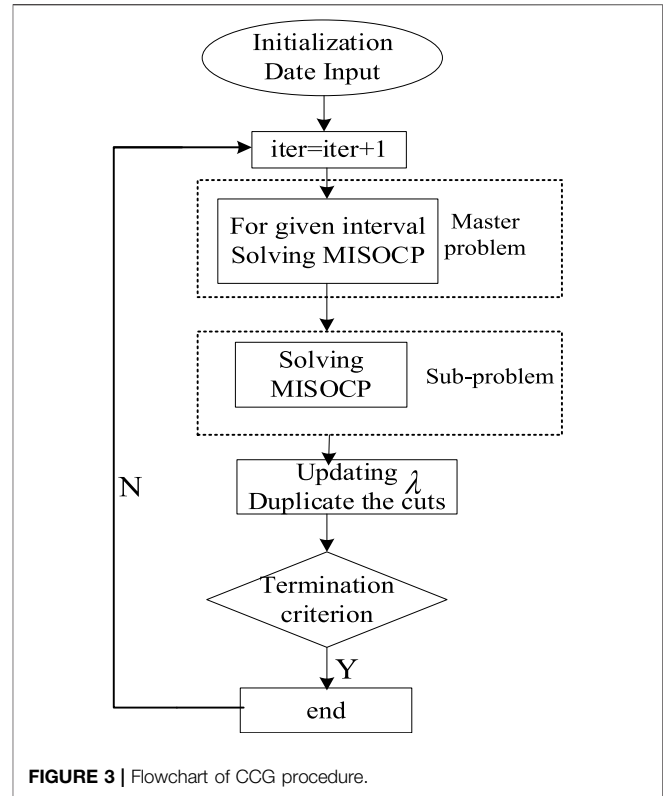 Initialization
Date Input
iter=iter+1
For given interval
Solving MISOCP
Master
problem
Solving
MISOCP
Sub-problem
Updating λ
Duplicate the cuts
N
Termination
criterion
Y
end
FIGURE 3 | Flowchart of CCG procedure.